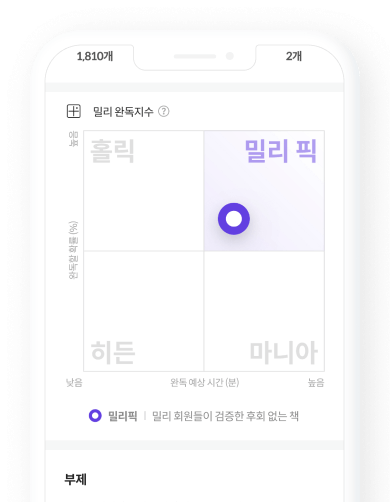 1,810개 2개
밀리 완독지수 ?
높음
홀릭 밀리 픽
완독할 확률 (%)
히든 마니아
낮음 완독 예상 시간 (분) 높음
밀리픽 | 밀리 회원들이 검증한 후회 없는 책
부제